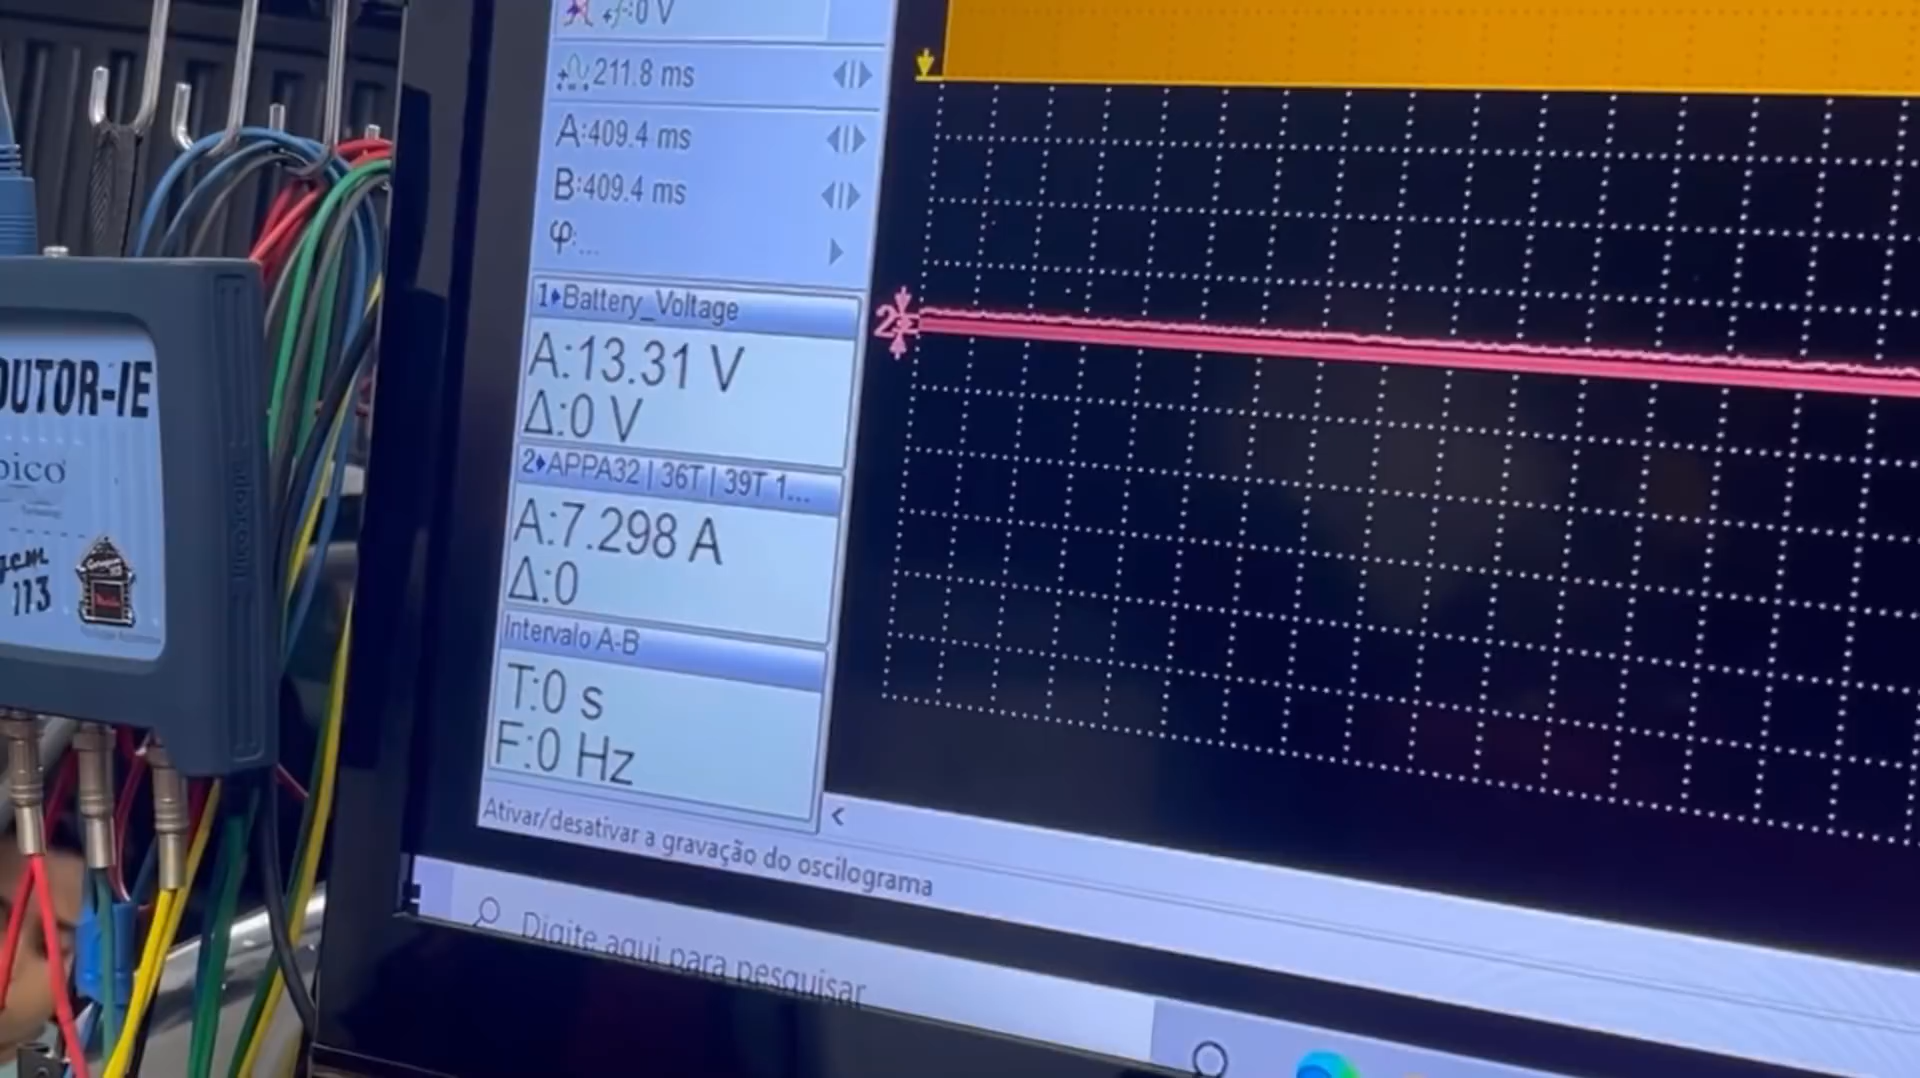 0 V
211.8 ms
A:409.4 ms
B:409.4 ms
φ:...
1 Battery_Voltage
A:13.31 V
Δ:0 V
2 APPA32 | 36T | 39T 1...
A:7.298 A
Δ:0
Intervalo A-B
T:0 s
F:0 Hz
Ativar/desativar a gravação do oscilograma
Digite aqui para pesquisar
2
<
OUTOR-IE
pico
113